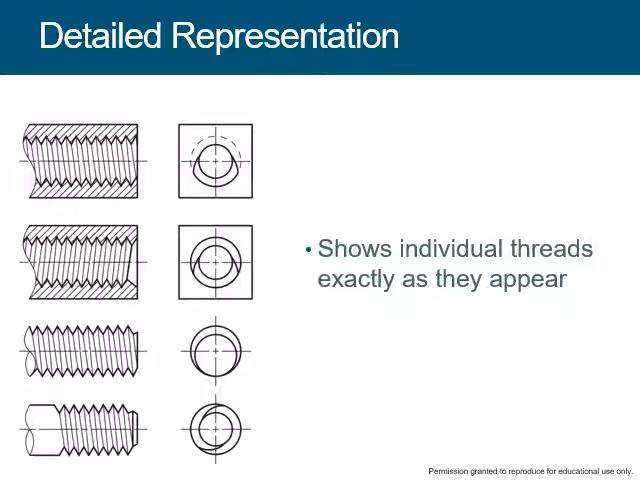 Detailed Representation
• Shows individual threads
exactly as they appear
Permission granted to reproduce for educational use only.